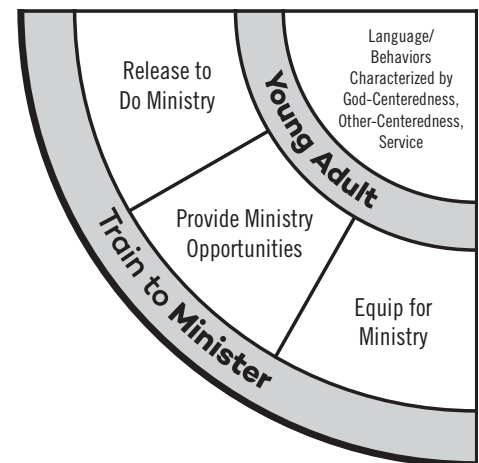 Language/
Behaviors
Characterized by
God-Centeredness,
Other-Centeredness,
Service
Young Adult
Release to
Do Ministry
Provide Ministry
Opportunities
Equip for
Ministry
Train to Minister